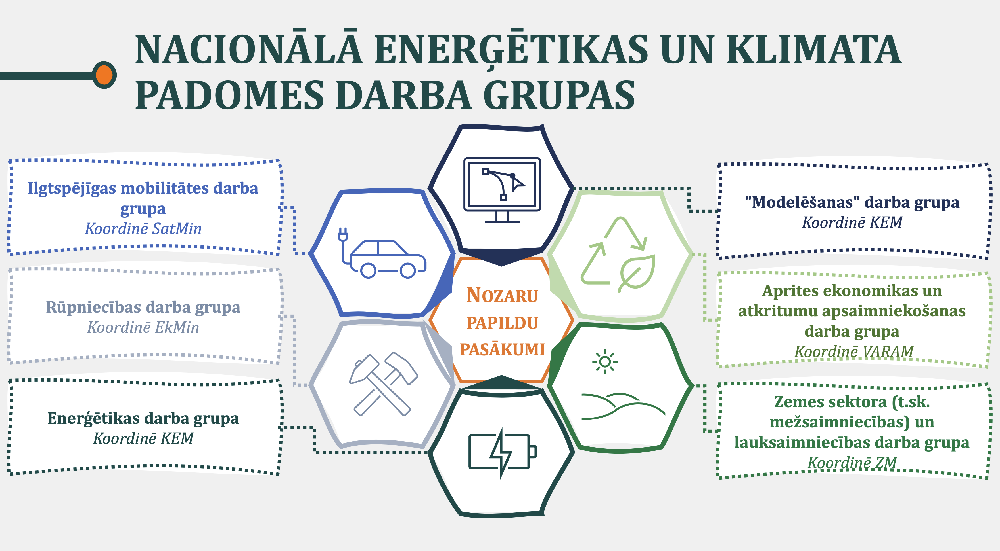 NACIONĀLĀ ENERĢĒTIKAS UN KLIMATA
PADOMES DARBA GRUPAS
Ilgtspējīgas mobilitātes darba
grupa
Koordinē SatMin
Rūpniecības darba grupa
Koordinē EkMin
Enerģētikas darba grupa
Koordinē KEM
NOZARU
PAPILDU
PASĀKUMI
"Modelēšanas" darba grupa
Koordinē KEM
Aprites ekonomikas un
atkritumu apsaimniekošanas
darba grupa
Koordinē VARAM
Zemes sektora (t.sk.
mežsaimniecības) un
lauksaimniecības darba grupa
Koordinē ZM